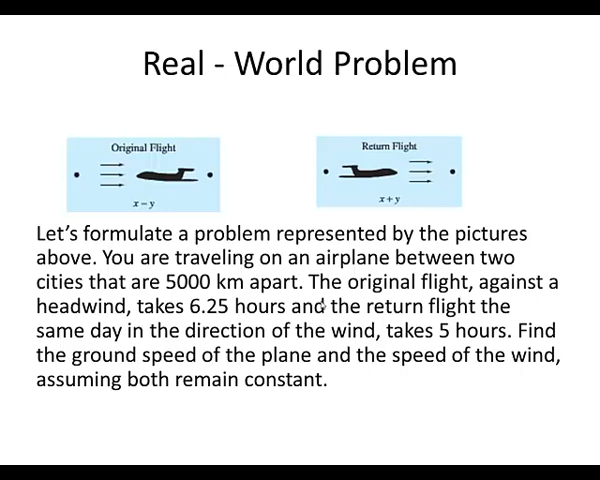 Real - World Problem
Original Flight
x − y
Return Flight
x + y
Let’s formulate a problem represented by the pictures
above. You are traveling on an airplane between two
cities that are 5000 km apart. The original flight, against a
headwind, takes 6.25 hours and the return flight the
same day in the direction of the wind, takes 5 hours. Find
the ground speed of the plane and the speed of the wind,
assuming both remain constant.